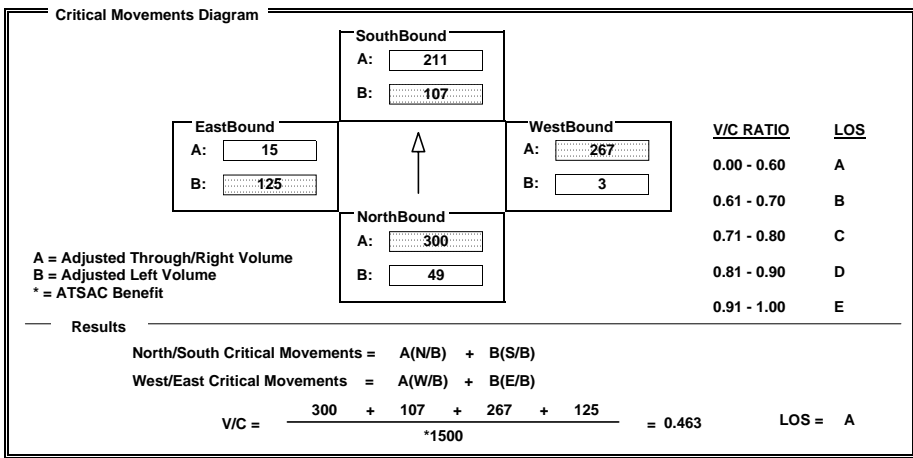 Critical Movements Diagram
SouthBound
A: 211
B: 107
EastBound
A: 15
B: 125
WestBound
A: 267
B: 3
NorthBound
A: 300
B: 49
V/C RATIO LOS
0.00 - 0.60 A
0.61 - 0.70 B
0.71 - 0.80 C
0.81 - 0.90 D
0.91 - 1.00 E
A = Adjusted Through/Right Volume
B = Adjusted Left Volume
* = ATSAC Benefit
Results
North/South Critical Movements = A(N/B) + B(S/B)
West/East Critical Movements = A(W/B) + B(E/B)
V/C = 300 + 107 + 267 + 125 = 0.463 LOS = A
*1500